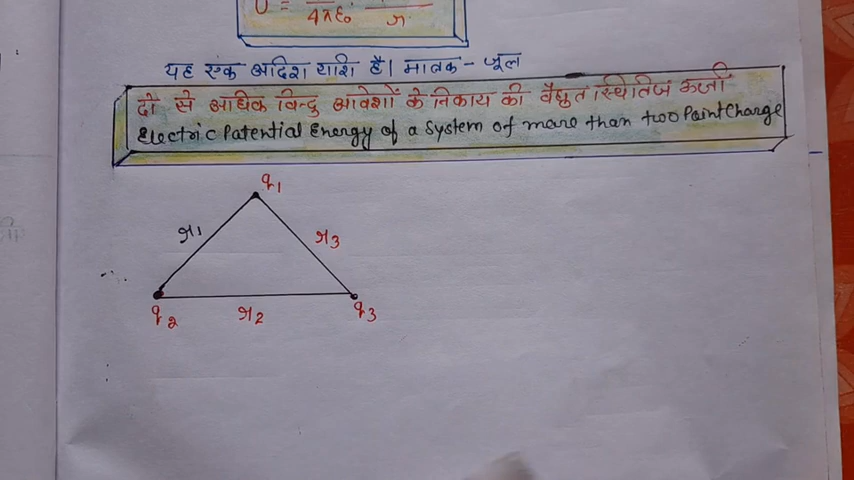 U =
4πε₀ r
यह एक अदिश राशि है। मात्रक - जूल
दो से अधिक बिन्दु आवेशों के निकाय की वैद्युत स्थितिज ऊर्जा
Electric Potential Energy of a System of more than two Point Charge
q₁
r₁ r₃
q₂ r₂ q₃